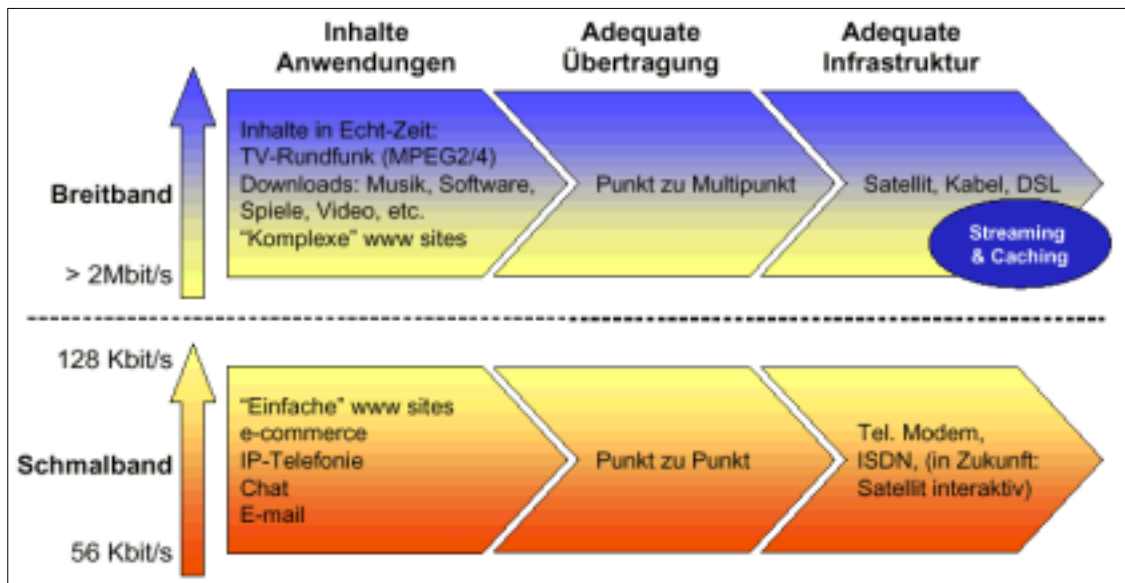 Inhalte
Anwendungen
Adequate
Übertragung
Adequate
Infrastruktur
Breitband
> 2Mbit/s
Inhalte in Echt-Zeit:
TV-Rundfunk (MPEG2/4)
Downloads: Musik, Software,
Spiele, Video, etc.
"Komplexe" www sites
Punkt zu Multipunkt
Satellit, Kabel, DSL
Streaming
& Caching
128 Kbit/s
Schmalband
56 Kbit/s
"Einfache" www sites
e-commerce
IP-Telefonie
Chat
E-mail
Punkt zu Punkt
Tel. Modem,
ISDN, (in Zukunft:
Satellit interaktiv)